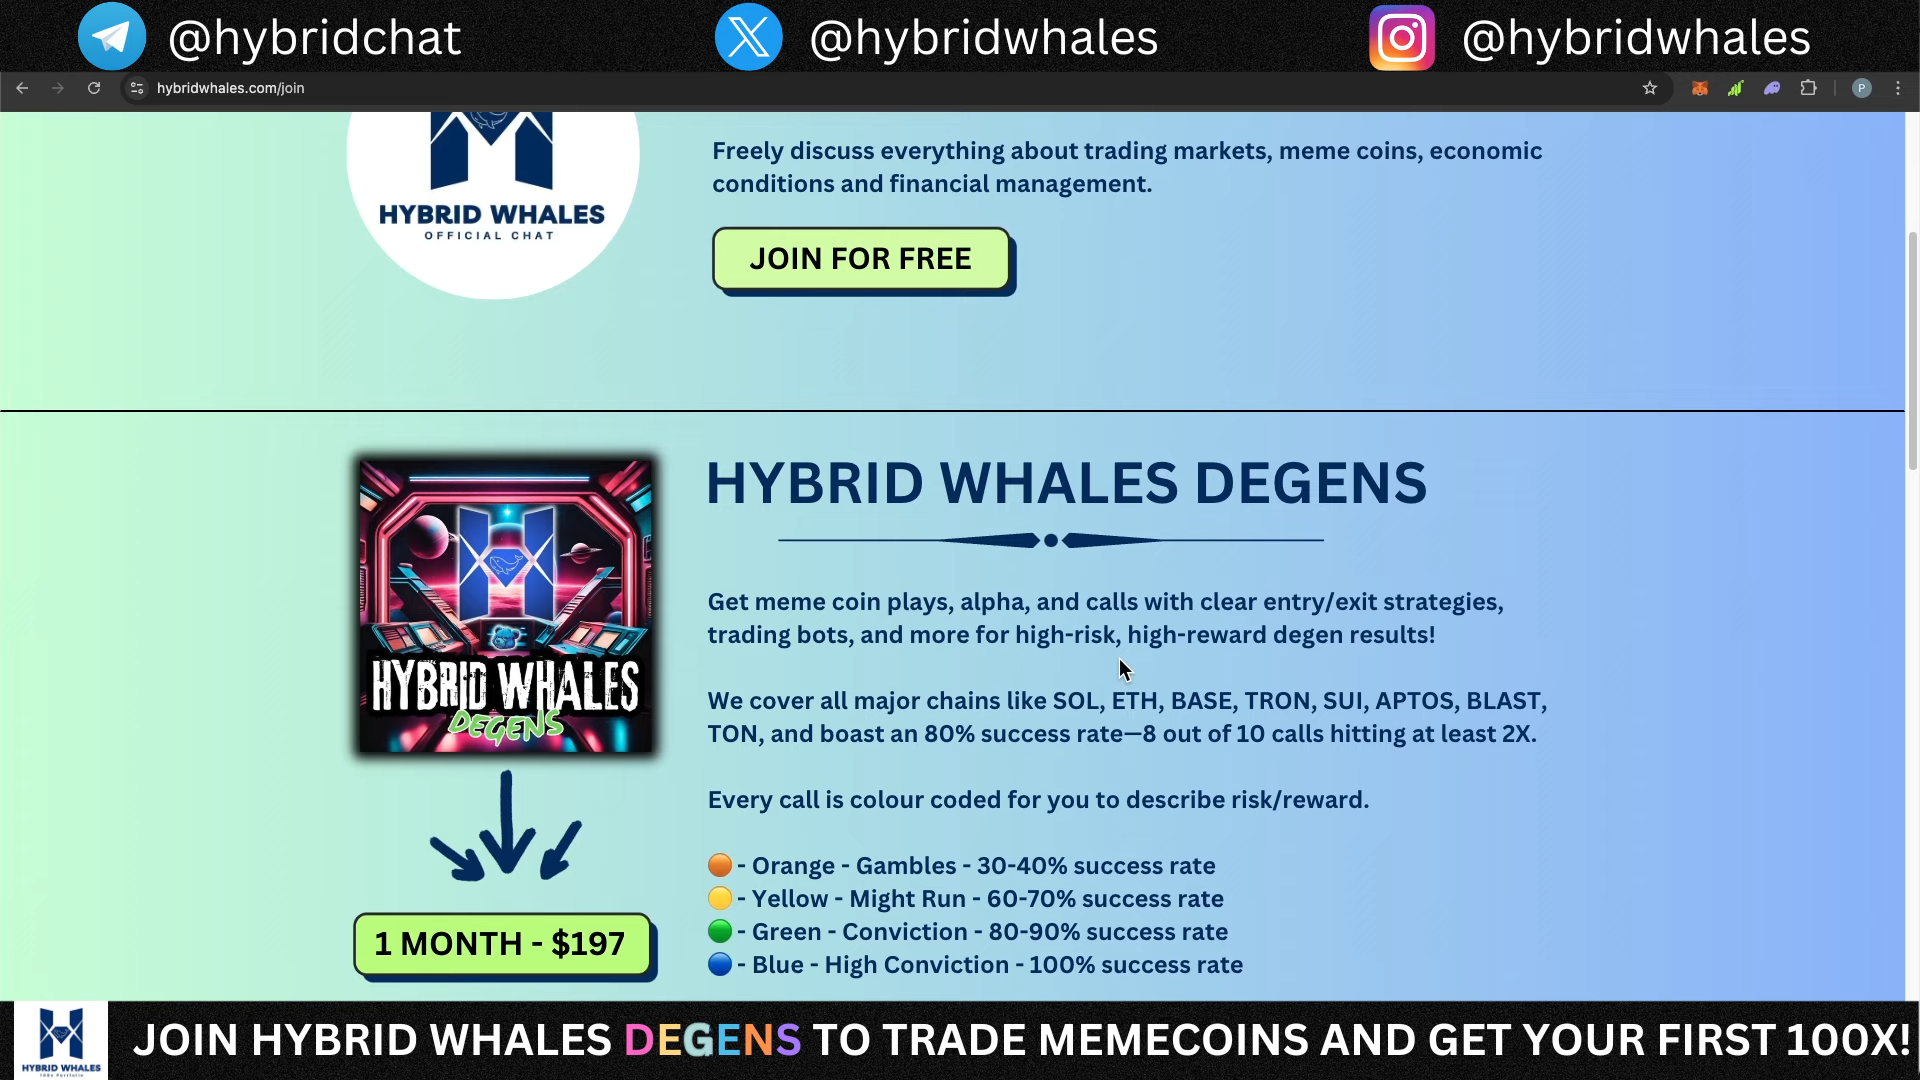 @hybridchat
@hybridwhales
@hybridwhales
hybridwhales.com/join
P
HYBRID WHALES
OFFICIAL CHAT
Freely discuss everything about trading markets, meme coins, economic
conditions and financial management.
JOIN FOR FREE
HYBRID WHALES
DEGENS
1 MONTH - $197
HYBRID WHALES DEGENS
Get meme coin plays, alpha, and calls with clear entry/exit strategies,
trading bots, and more for high-risk, high-reward degen results!
We cover all major chains like SOL, ETH, BASE, TRON, SUI, APTOS, BLAST,
TON, and boast an 80% success rate—8 out of 10 calls hitting at least 2X.
Every call is colour coded for you to describe risk/reward.
🟠 - Orange - Gambles - 30-40% success rate
🟡 - Yellow - Might Run - 60-70% success rate
🟢 - Green - Conviction - 80-90% success rate
🔵 - Blue - High Conviction - 100% success rate
HYBRID WHALES
100x Portfolio
JOIN HYBRID WHALES DEGENS TO TRADE MEMECOINS AND GET YOUR FIRST 100X!